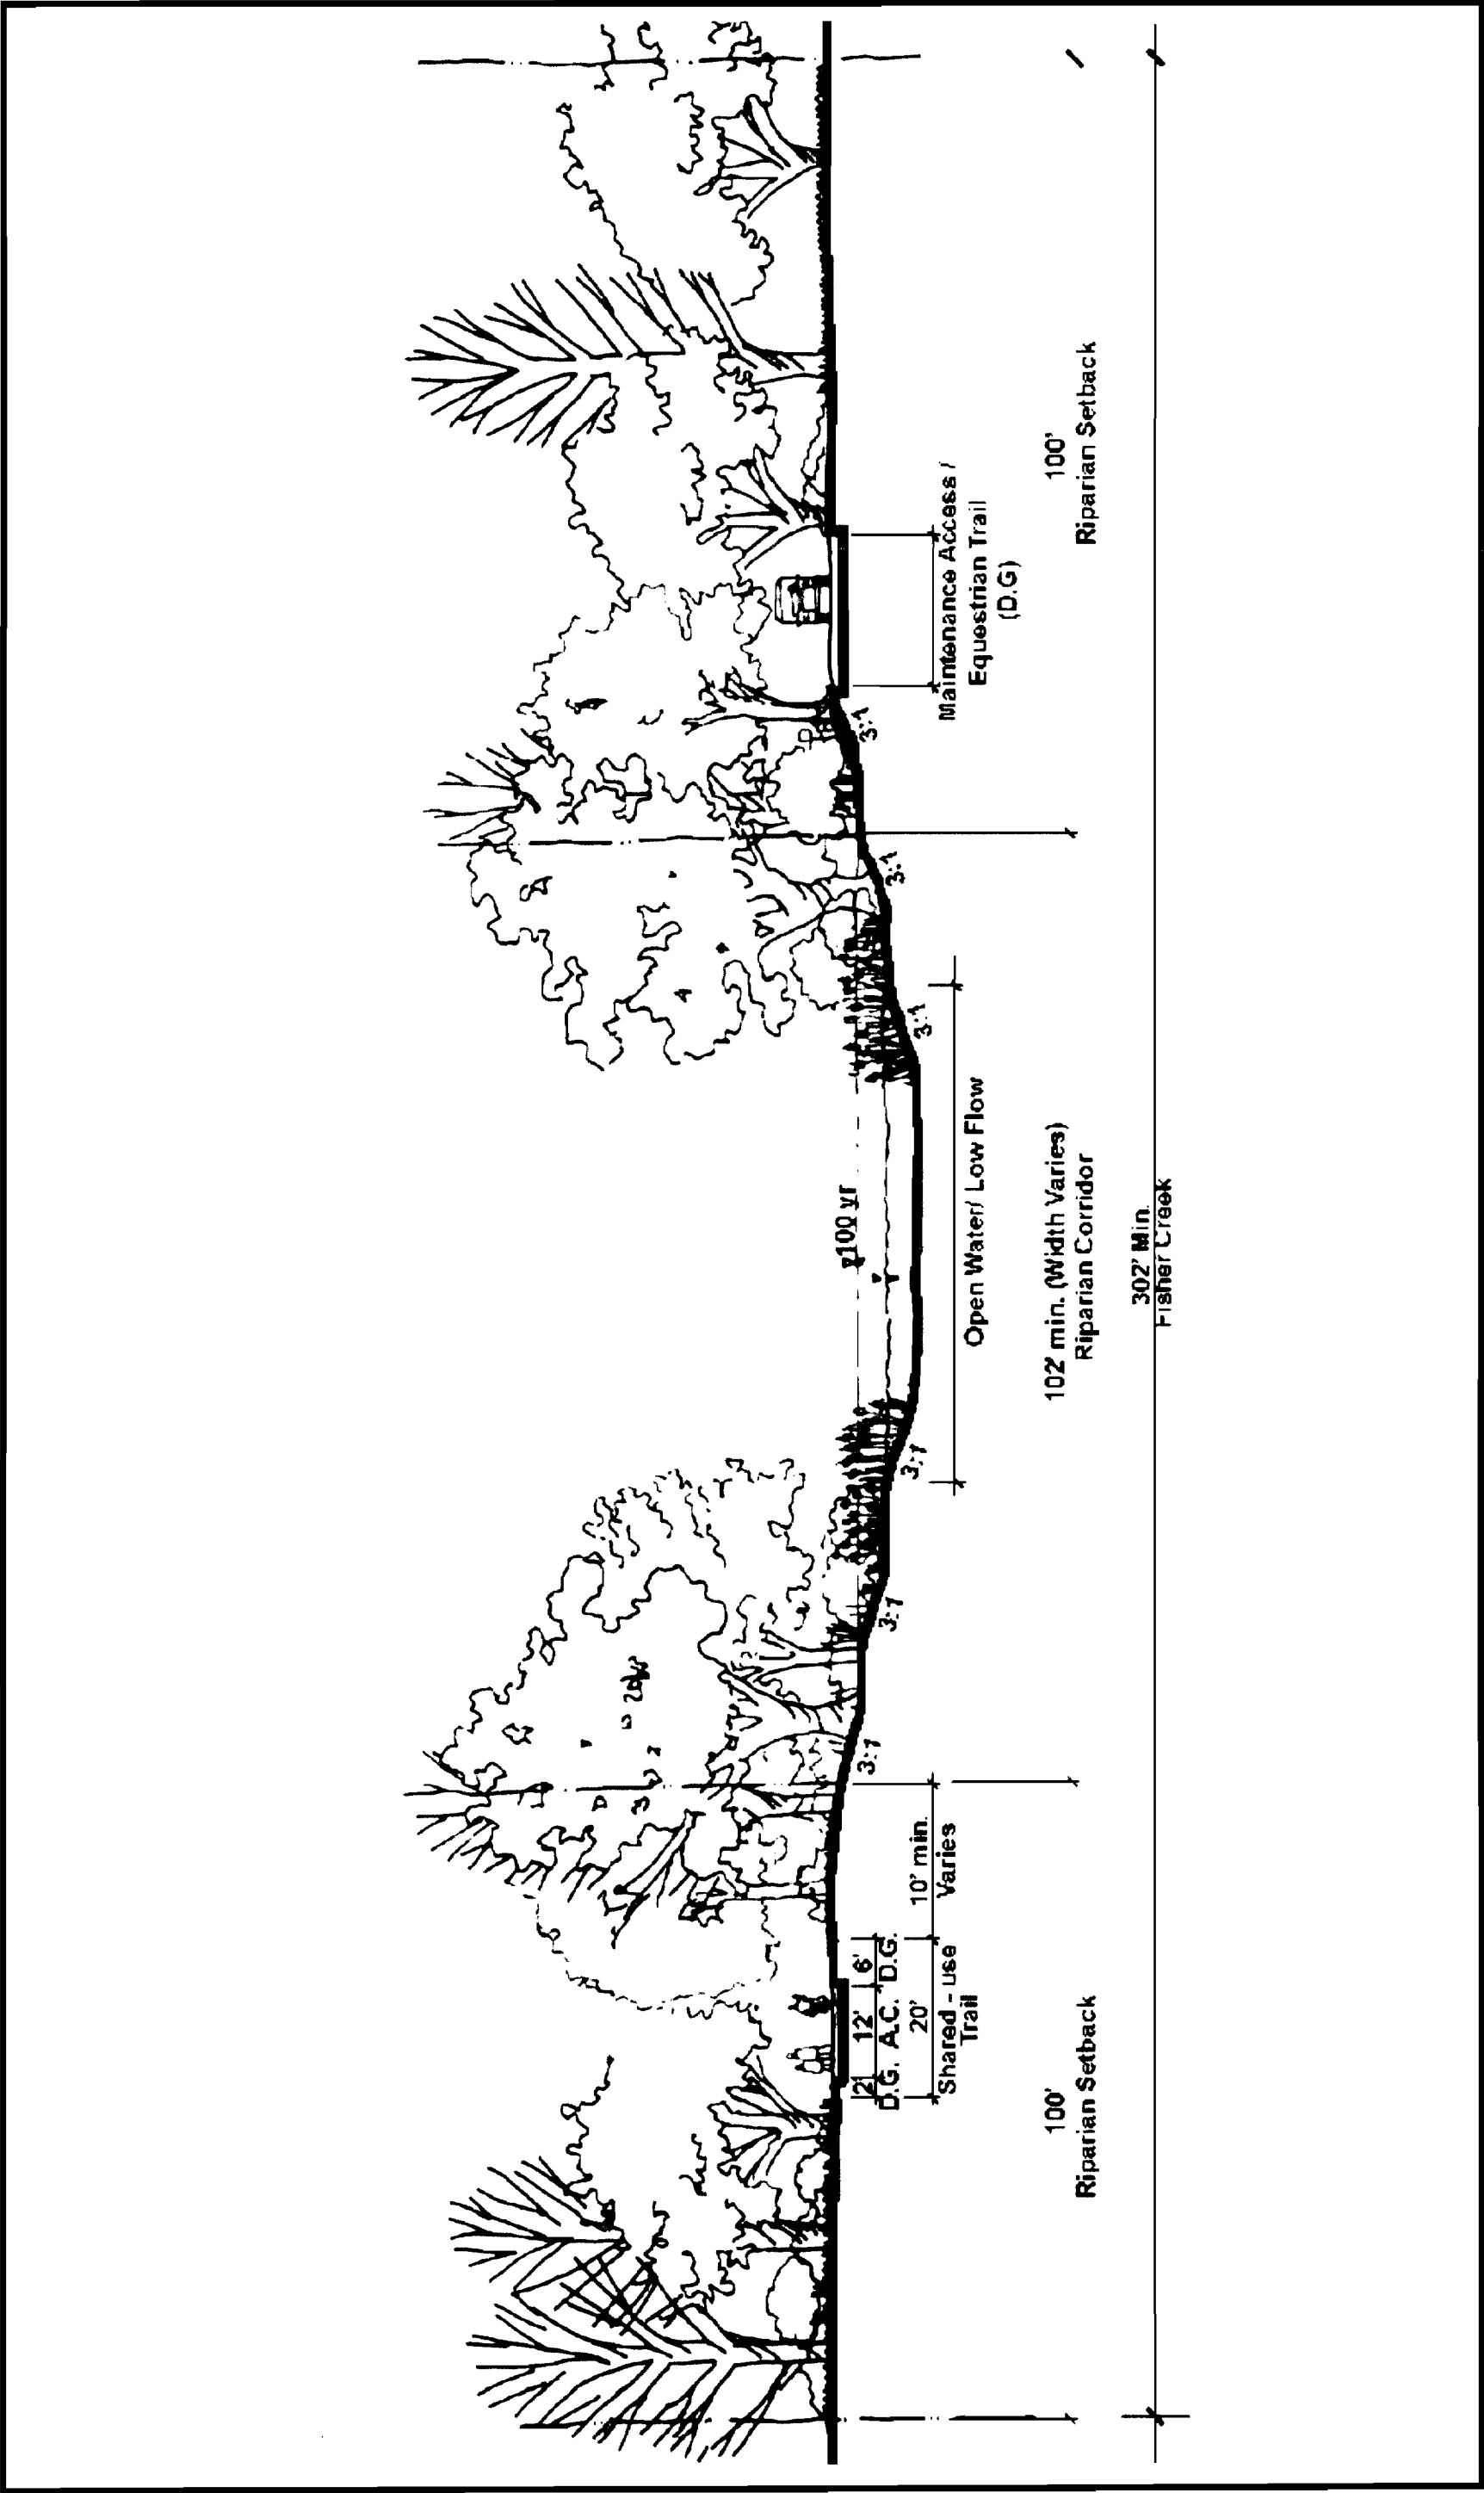 100 yr
3:1
3:1
3:1
3:1
3:1
3:1
2'
12'
6'
D.G.
A.C.
D.G.
20'
Shared - use
Trail
10' min.
Varies
Open Water/ Low Flow
Maintenance Access /
Equestrian Trail
(D.G)
100'
Riparian Setback
102' min. (Width Varies)
Riparian Corridor
100'
Riparian Setback
302' Min.
Fisher Creek